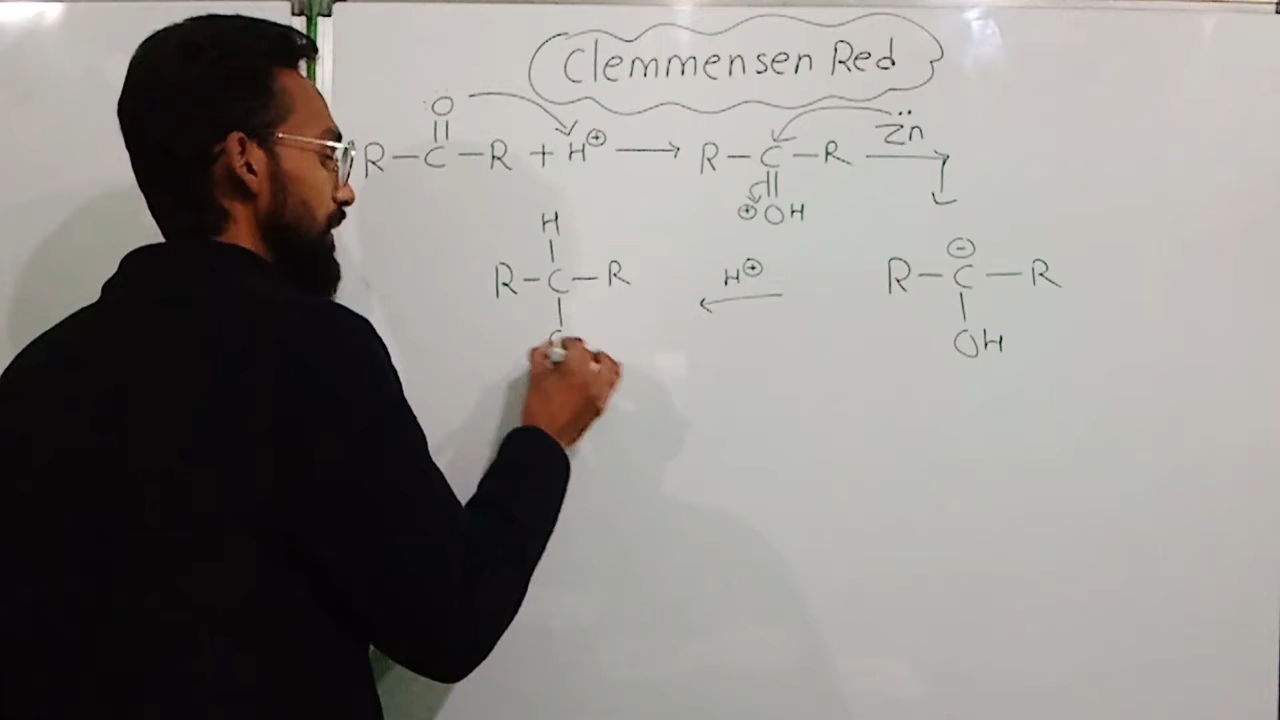 Clemmensen Red
O
||
R-C-R + H⊕ → R-C-R Zn →
||
⊕OH
H
|
R-C-R H⊕ ← R-C⊖-R
|
OH